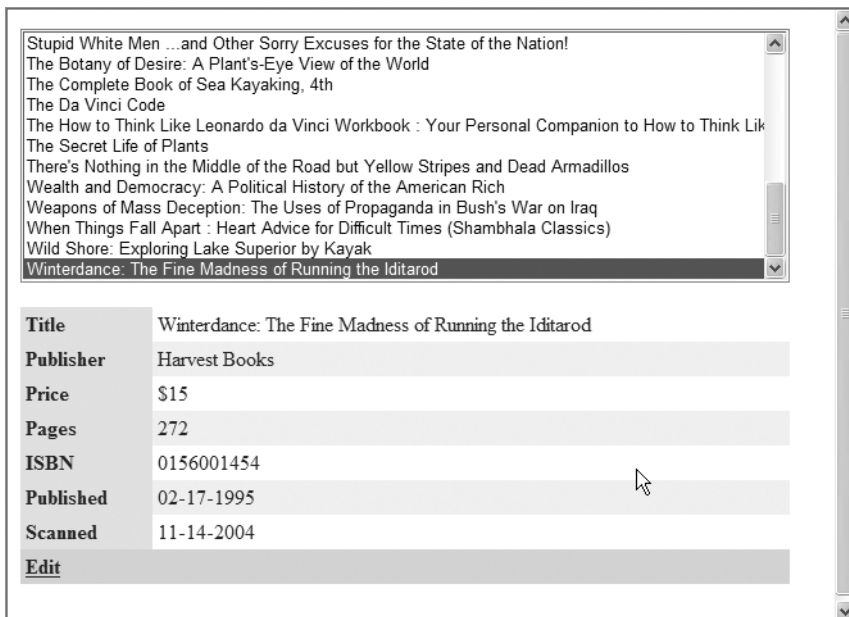 Stupid White Men ...and Other Sorry Excuses for the State of the Nation!
The Botany of Desire: A Plant's-Eye View of the World
The Complete Book of Sea Kayaking, 4th
The Da Vinci Code
The How to Think Like Leonardo da Vinci Workbook : Your Personal Companion to How to Think Lik
The Secret Life of Plants
There's Nothing in the Middle of the Road but Yellow Stripes and Dead Armadillos
Wealth and Democracy: A Political History of the American Rich
Weapons of Mass Deception: The Uses of Propaganda in Bush's War on Iraq
When Things Fall Apart : Heart Advice for Difficult Times (Shambhala Classics)
Wild Shore: Exploring Lake Superior by Kayak
Winterdance: The Fine Madness of Running the Iditarod
Title Winterdance: The Fine Madness of Running the Iditarod
Publisher Harvest Books
Price $15
Pages 272
ISBN 0156001454
Published 02-17-1995
Scanned 11-14-2004
Edit